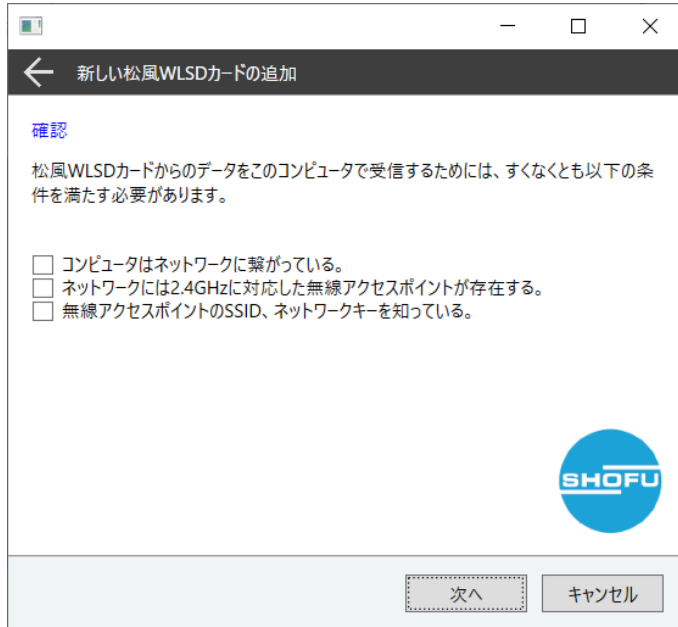 新しい松風WLSDカードの追加
確認
松風WLSDカードからのデータをこのコンピュータで受信するためには、すくなくとも以下の条
件を満たす必要があります。
コンピュータはネットワークに繋がっている。
ネットワークには2.4GHzに対応した無線アクセスポイントが存在する。
無線アクセスポイントのSSID、ネットワークキーを知っている。
SHOFU
次へ
キャンセル